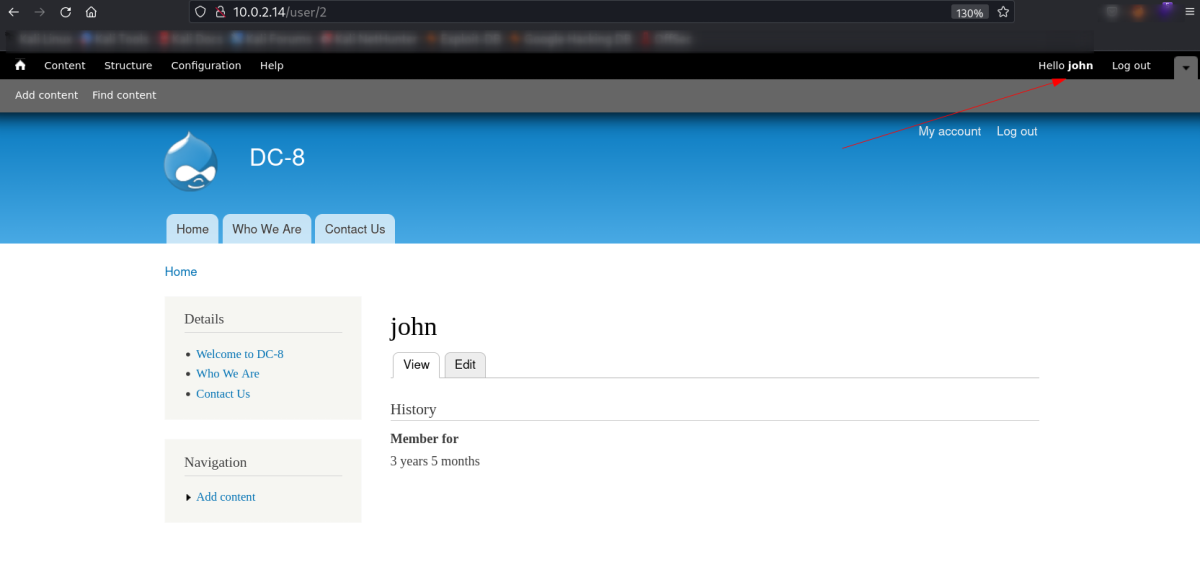 10.0.2.14/user/2 130%
Content Structure Configuration Help Hello john Log out
Add content Find content
My account Log out
DC-8
Home Who We Are Contact Us
Home
Details
Welcome to DC-8
Who We Are
Contact Us
Navigation
Add content
john
View Edit
History
Member for
3 years 5 months